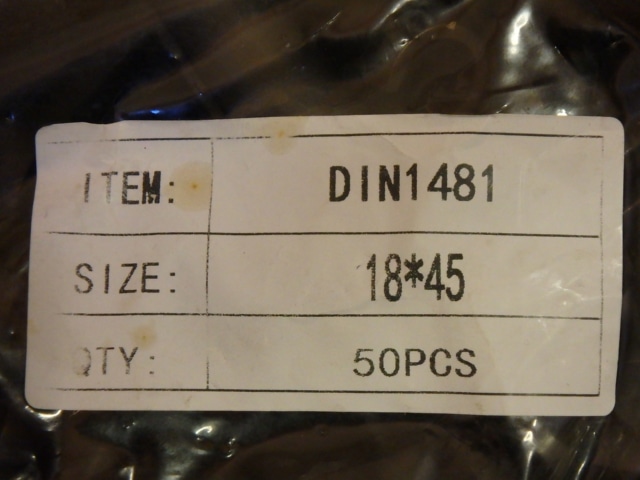 ITEM: DIN1481
SIZE: 18*45
QTY: 50PCS